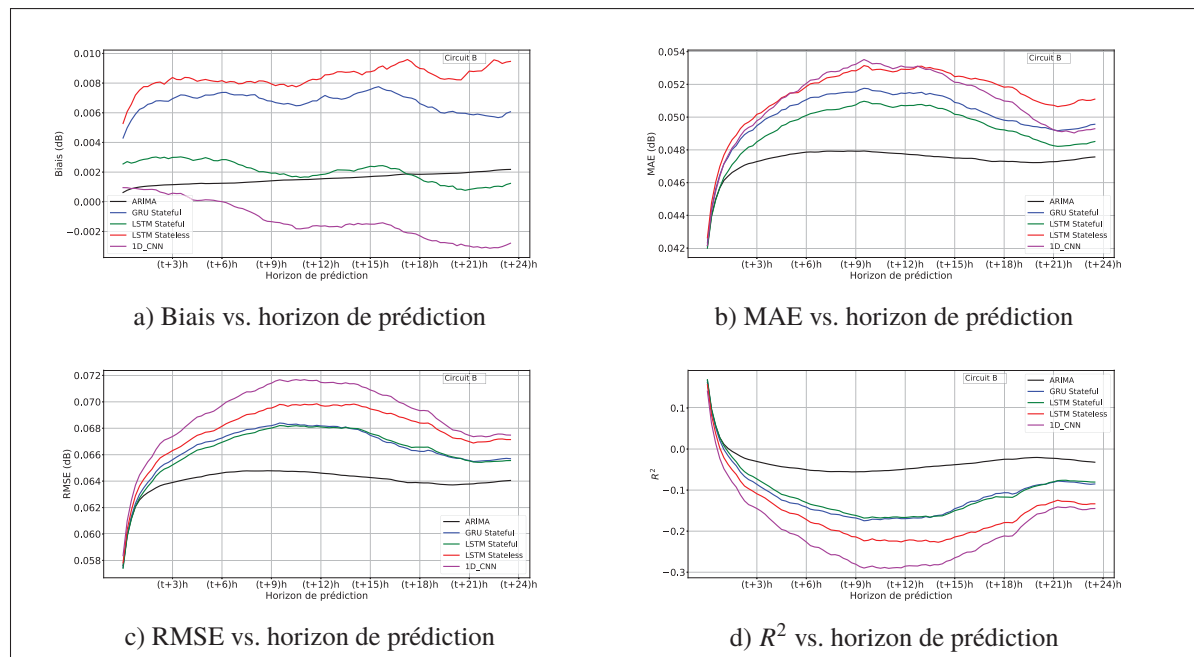 Circuit B
0.010
0.008
0.006
0.004
0.002
0.000
−0.002
Biais (dB)
ARIMA
GRU Stateful
LSTM Stateful
LSTM Stateless
1D_CNN
(t+3)h (t+6)h (t+9)h (t+12)h (t+15)h (t+18)h (t+21)h (t+24)h
Horizon de prédiction
a) Biais vs. horizon de prédiction
Circuit B
0.054
0.052
0.050
0.048
0.046
0.044
0.042
MAE (dB)
ARIMA
GRU Stateful
LSTM Stateful
LSTM Stateless
1D_CNN
(t+3)h (t+6)h (t+9)h (t+12)h (t+15)h (t+18)h (t+21)h (t+24)h
Horizon de prédiction
b) MAE vs. horizon de prédiction
Circuit B
0.072
0.070
0.068
0.066
0.064
0.062
0.060
0.058
RMSE (dB)
ARIMA
GRU Stateful
LSTM Stateful
LSTM Stateless
1D_CNN
(t+3)h (t+6)h (t+9)h (t+12)h (t+15)h (t+18)h (t+21)h (t+24)h
Horizon de prédiction
c) RMSE vs. horizon de prédiction
Circuit B
0.1
0.0
−0.1
−0.2
−0.3
R²
ARIMA
GRU Stateful
LSTM Stateful
LSTM Stateless
1D_CNN
(t+3)h (t+6)h (t+9)h (t+12)h (t+15)h (t+18)h (t+21)h (t+24)h
Horizon de prédiction
d) R² vs. horizon de prédiction